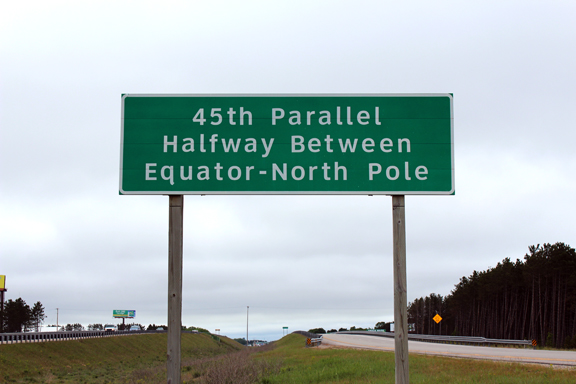 45th Parallel
Halfway Between
Equator-North Pole